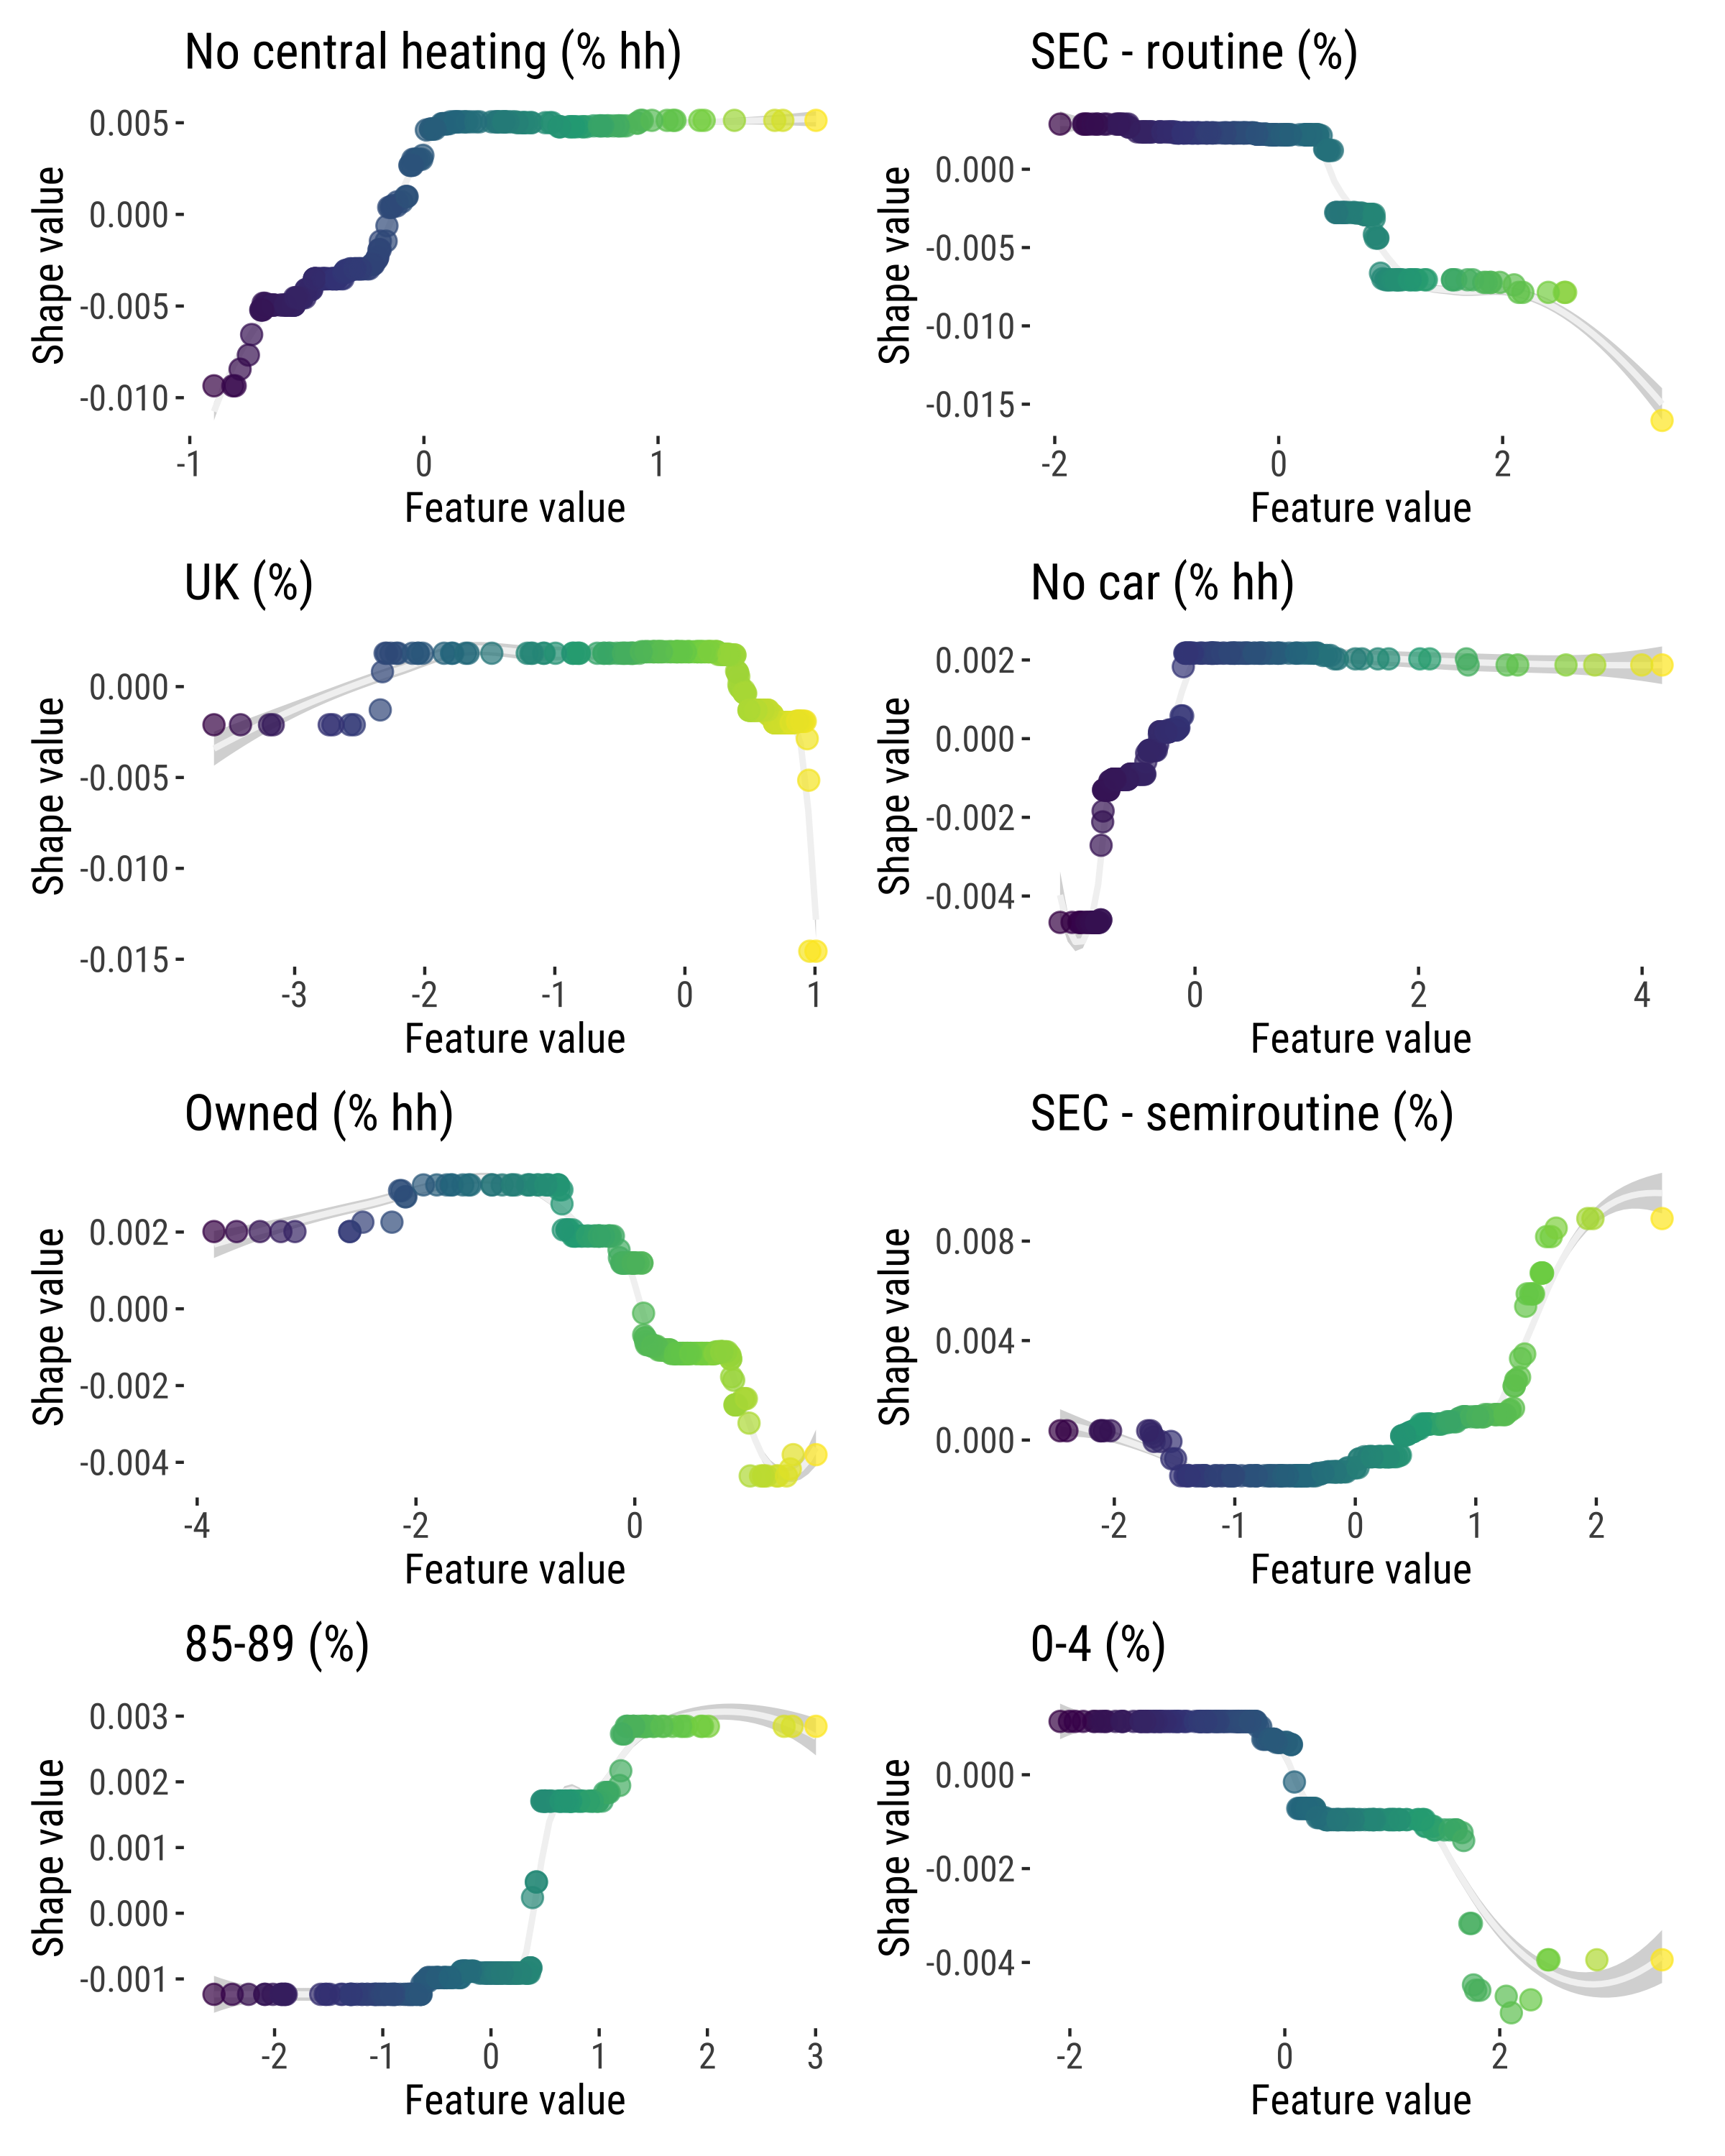 No central heating (% hh)
Shape value
0.005
0.000
-0.005
-0.010
-1 0 1
Feature value
SEC - routine (%)
Shape value
0.000
-0.005
-0.010
-0.015
-2 0 2
Feature value
UK (%)
Shape value
0.000
-0.005
-0.010
-0.015
-3 -2 -1 0 1
Feature value
No car (% hh)
Shape value
0.002
0.000
-0.002
-0.004
0 2 4
Feature value
Owned (% hh)
Shape value
0.002
0.000
-0.002
-0.004
-4 -2 0
Feature value
SEC - semiroutine (%)
Shape value
0.008
0.004
0.000
-2 -1 0 1 2
Feature value
85-89 (%)
Shape value
0.003
0.002
0.001
0.000
-0.001
-2 -1 0 1 2 3
Feature value
0-4 (%)
Shape value
0.000
-0.002
-0.004
-2 0 2
Feature value